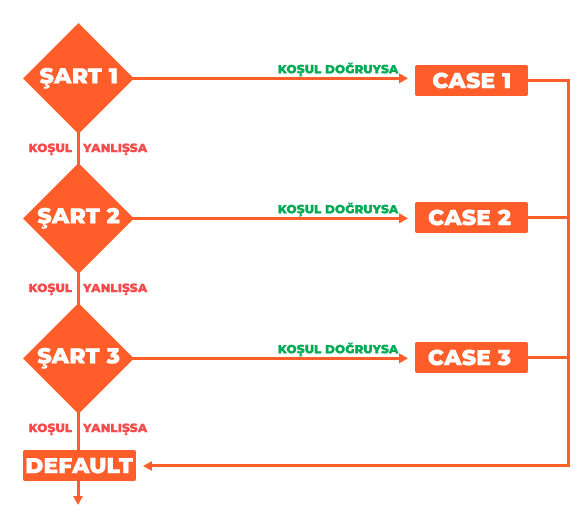 ŞART 1
KOŞUL DOĞRUYSA
CASE 1
KOŞUL YANLIŞSA
ŞART 2
KOŞUL DOĞRUYSA
CASE 2
KOŞUL YANLIŞSA
ŞART 3
KOŞUL DOĞRUYSA
CASE 3
KOŞUL YANLIŞSA
DEFAULT